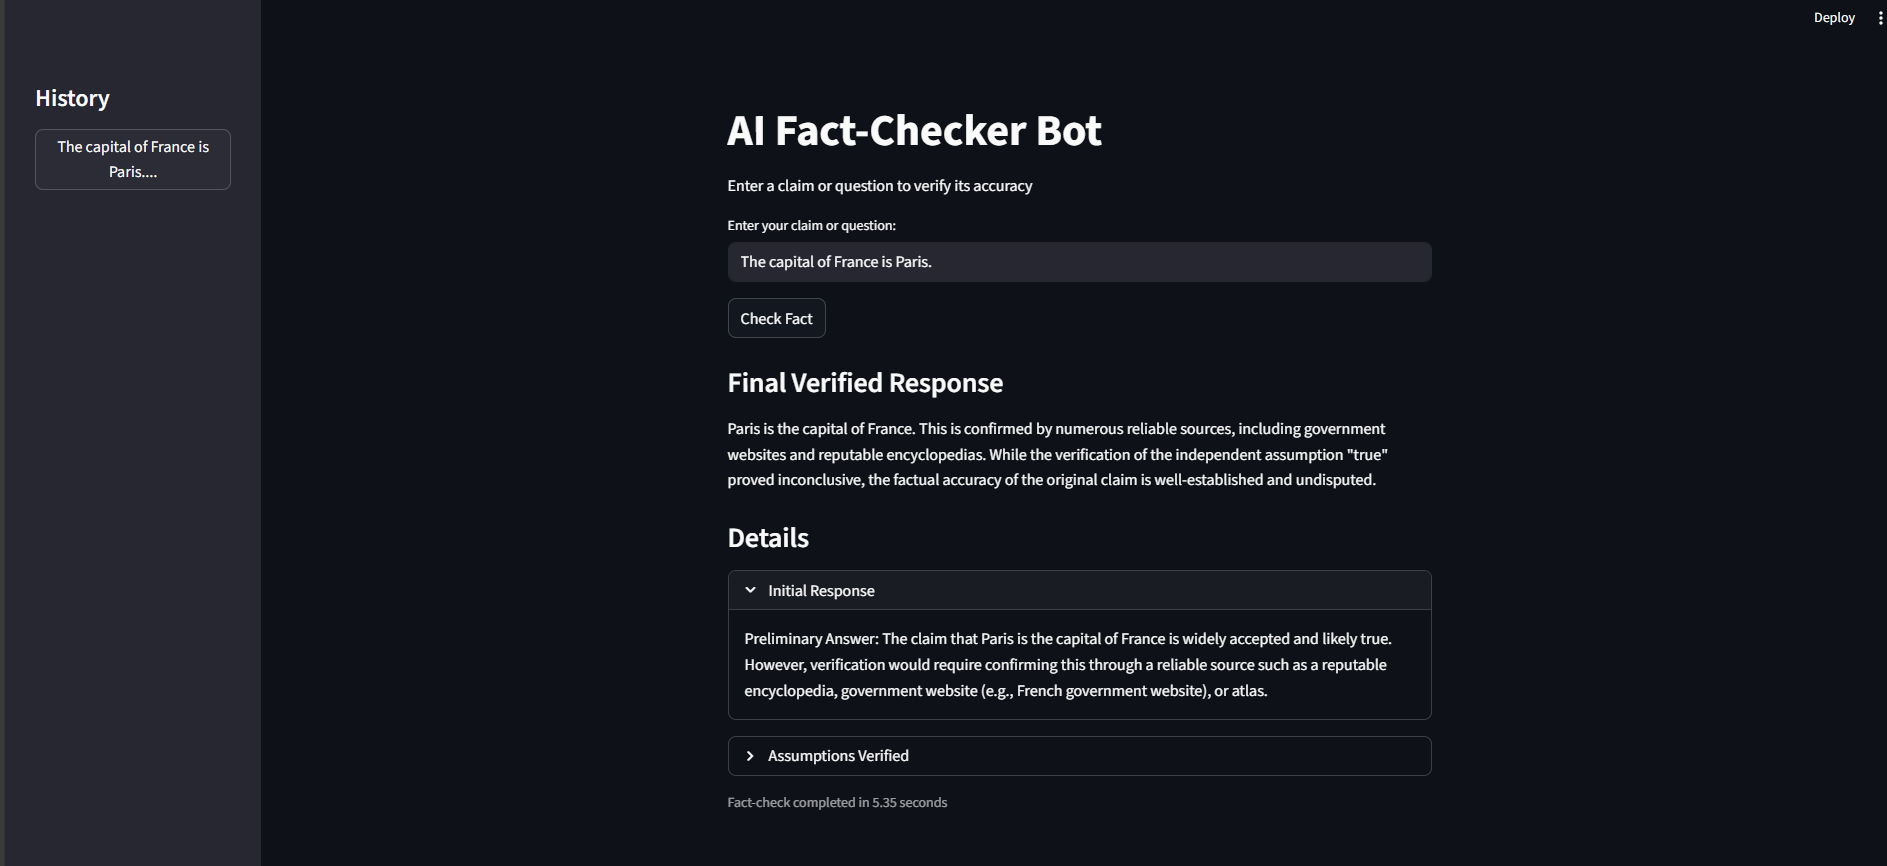 Deploy
History
The capital of France is
Paris....
AI Fact-Checker Bot
Enter a claim or question to verify its accuracy
Enter your claim or question:
The capital of France is Paris.
Check Fact
Final Verified Response
Paris is the capital of France. This is confirmed by numerous reliable sources, including government
websites and reputable encyclopedias. While the verification of the independent assumption "true"
proved inconclusive, the factual accuracy of the original claim is well-established and undisputed.
Details
Initial Response
Preliminary Answer: The claim that Paris is the capital of France is widely accepted and likely true.
However, verification would require confirming this through a reliable source such as a reputable
encyclopedia, government website (e.g., French government website), or atlas.
Assumptions Verified
Fact-check completed in 5.35 seconds